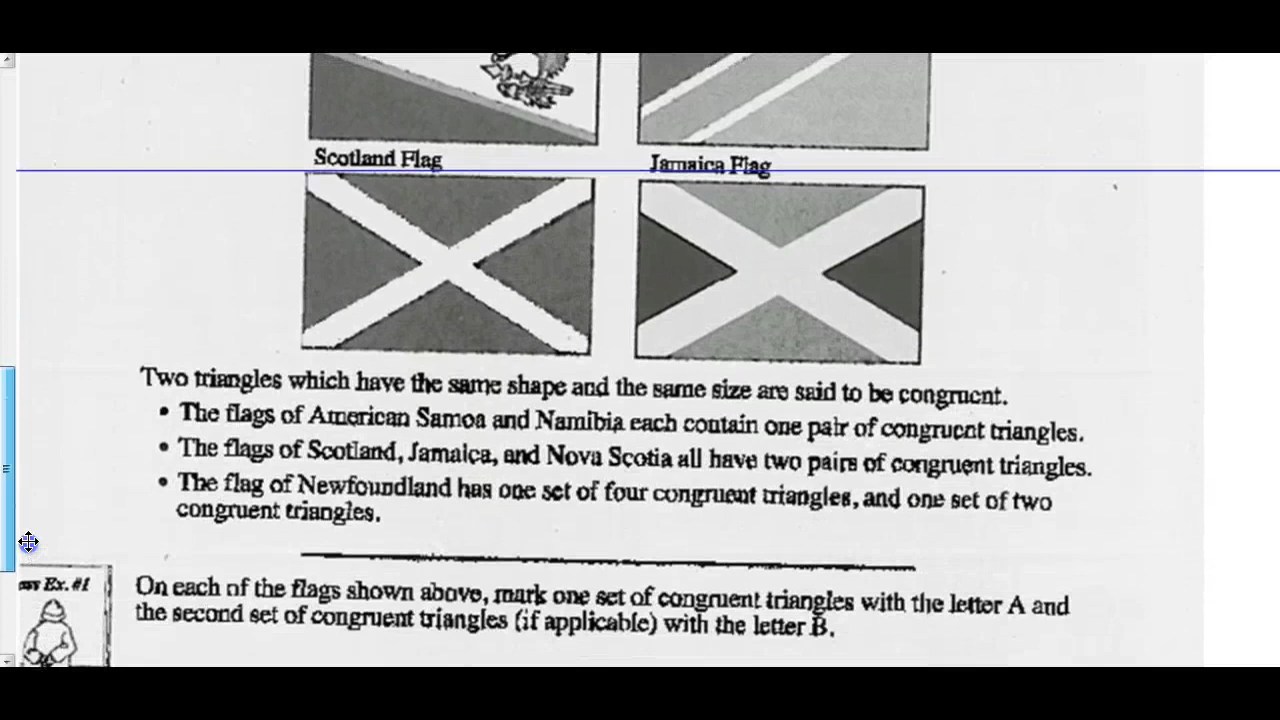 Scotland Flag
Jamaica Flag
Two triangles which have the same shape and the same size are said to be congruent.
• The flags of American Samoa and Namibia each contain one pair of congruent triangles.
• The flags of Scotland, Jamaica, and Nova Scotia all have two pairs of congruent triangles.
• The flag of Newfoundland has one set of four congruent triangles, and one set of two
congruent triangles.
Ex. #1
On each of the flags shown above, mark one set of congruent triangles with the letter A and
the second set of congruent triangles (if applicable) with the letter B.